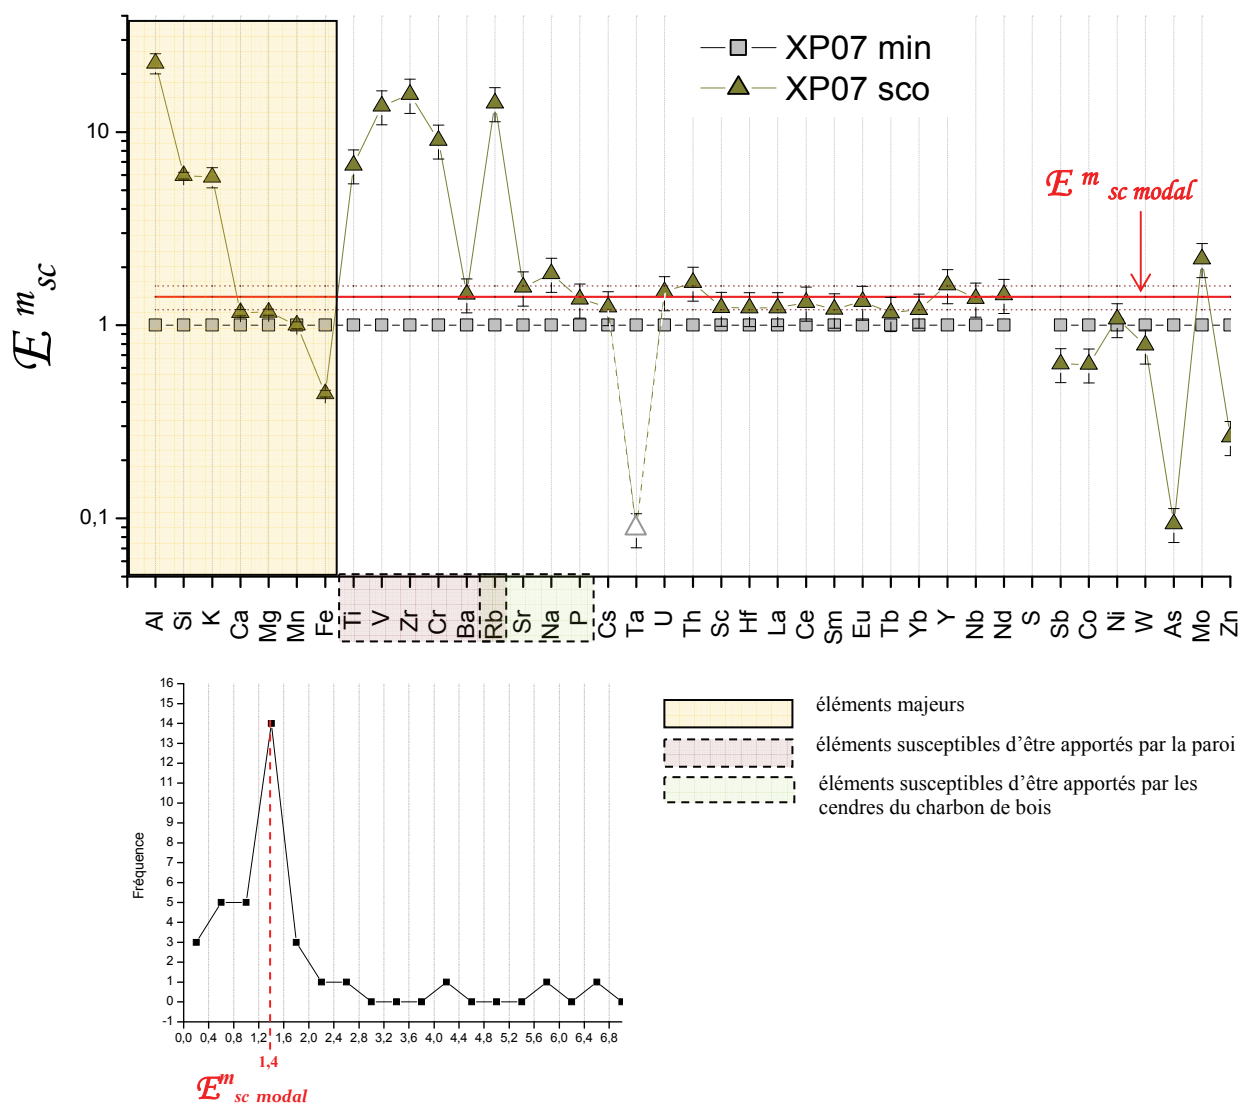 XP07 min
XP07 sco
10
1
0,1
E m sc
E m sc modal
Al Si K Ca Mg Mn Fe Ti V Zr Cr Ba Rb Sr Na P Cs Ta U Th Sc Hf La Ce Sm Eu Tb Yb Y Nb Nd S Sb Co Ni W As Mo Zn
éléments majeurs
éléments susceptibles d'être apportés par la paroi
éléments susceptibles d'être apportés par les
cendres du charbon de bois
Fréquence
16
15
14
13
12
11
10
9
8
7
6
5
4
3
2
1
0
-1
0,0 0,4 0,8 1,2 1,6 2,0 2,4 2,8 3,2 3,6 4,0 4,4 4,8 5,2 5,6 6,0 6,4 6,8
1,4
E m sc modal